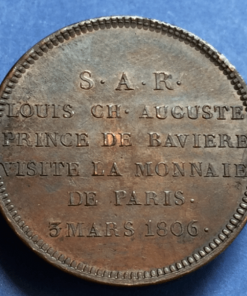 S·A·R·
LOUIS CH· AUGUSTE
PRINCE DE BAVIERE
VISITE LA MONNAIE
DE PARIS·
3 MARS 1806·